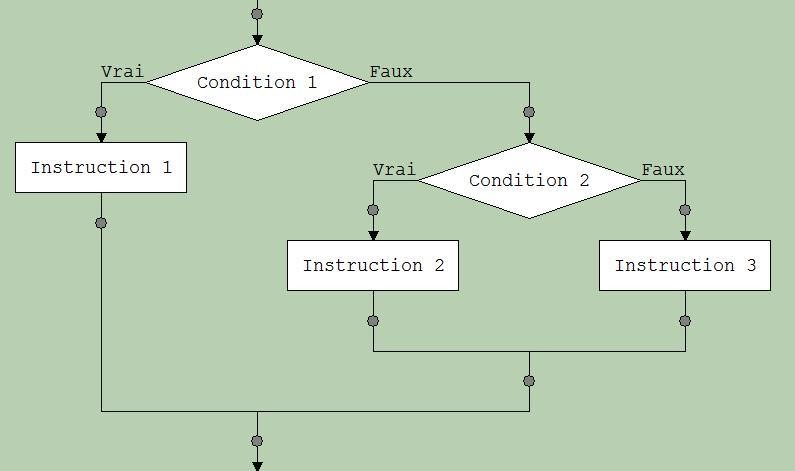 Vrai
Condition 1
Faux
Instruction 1
Vrai
Condition 2
Faux
Instruction 2
Instruction 3